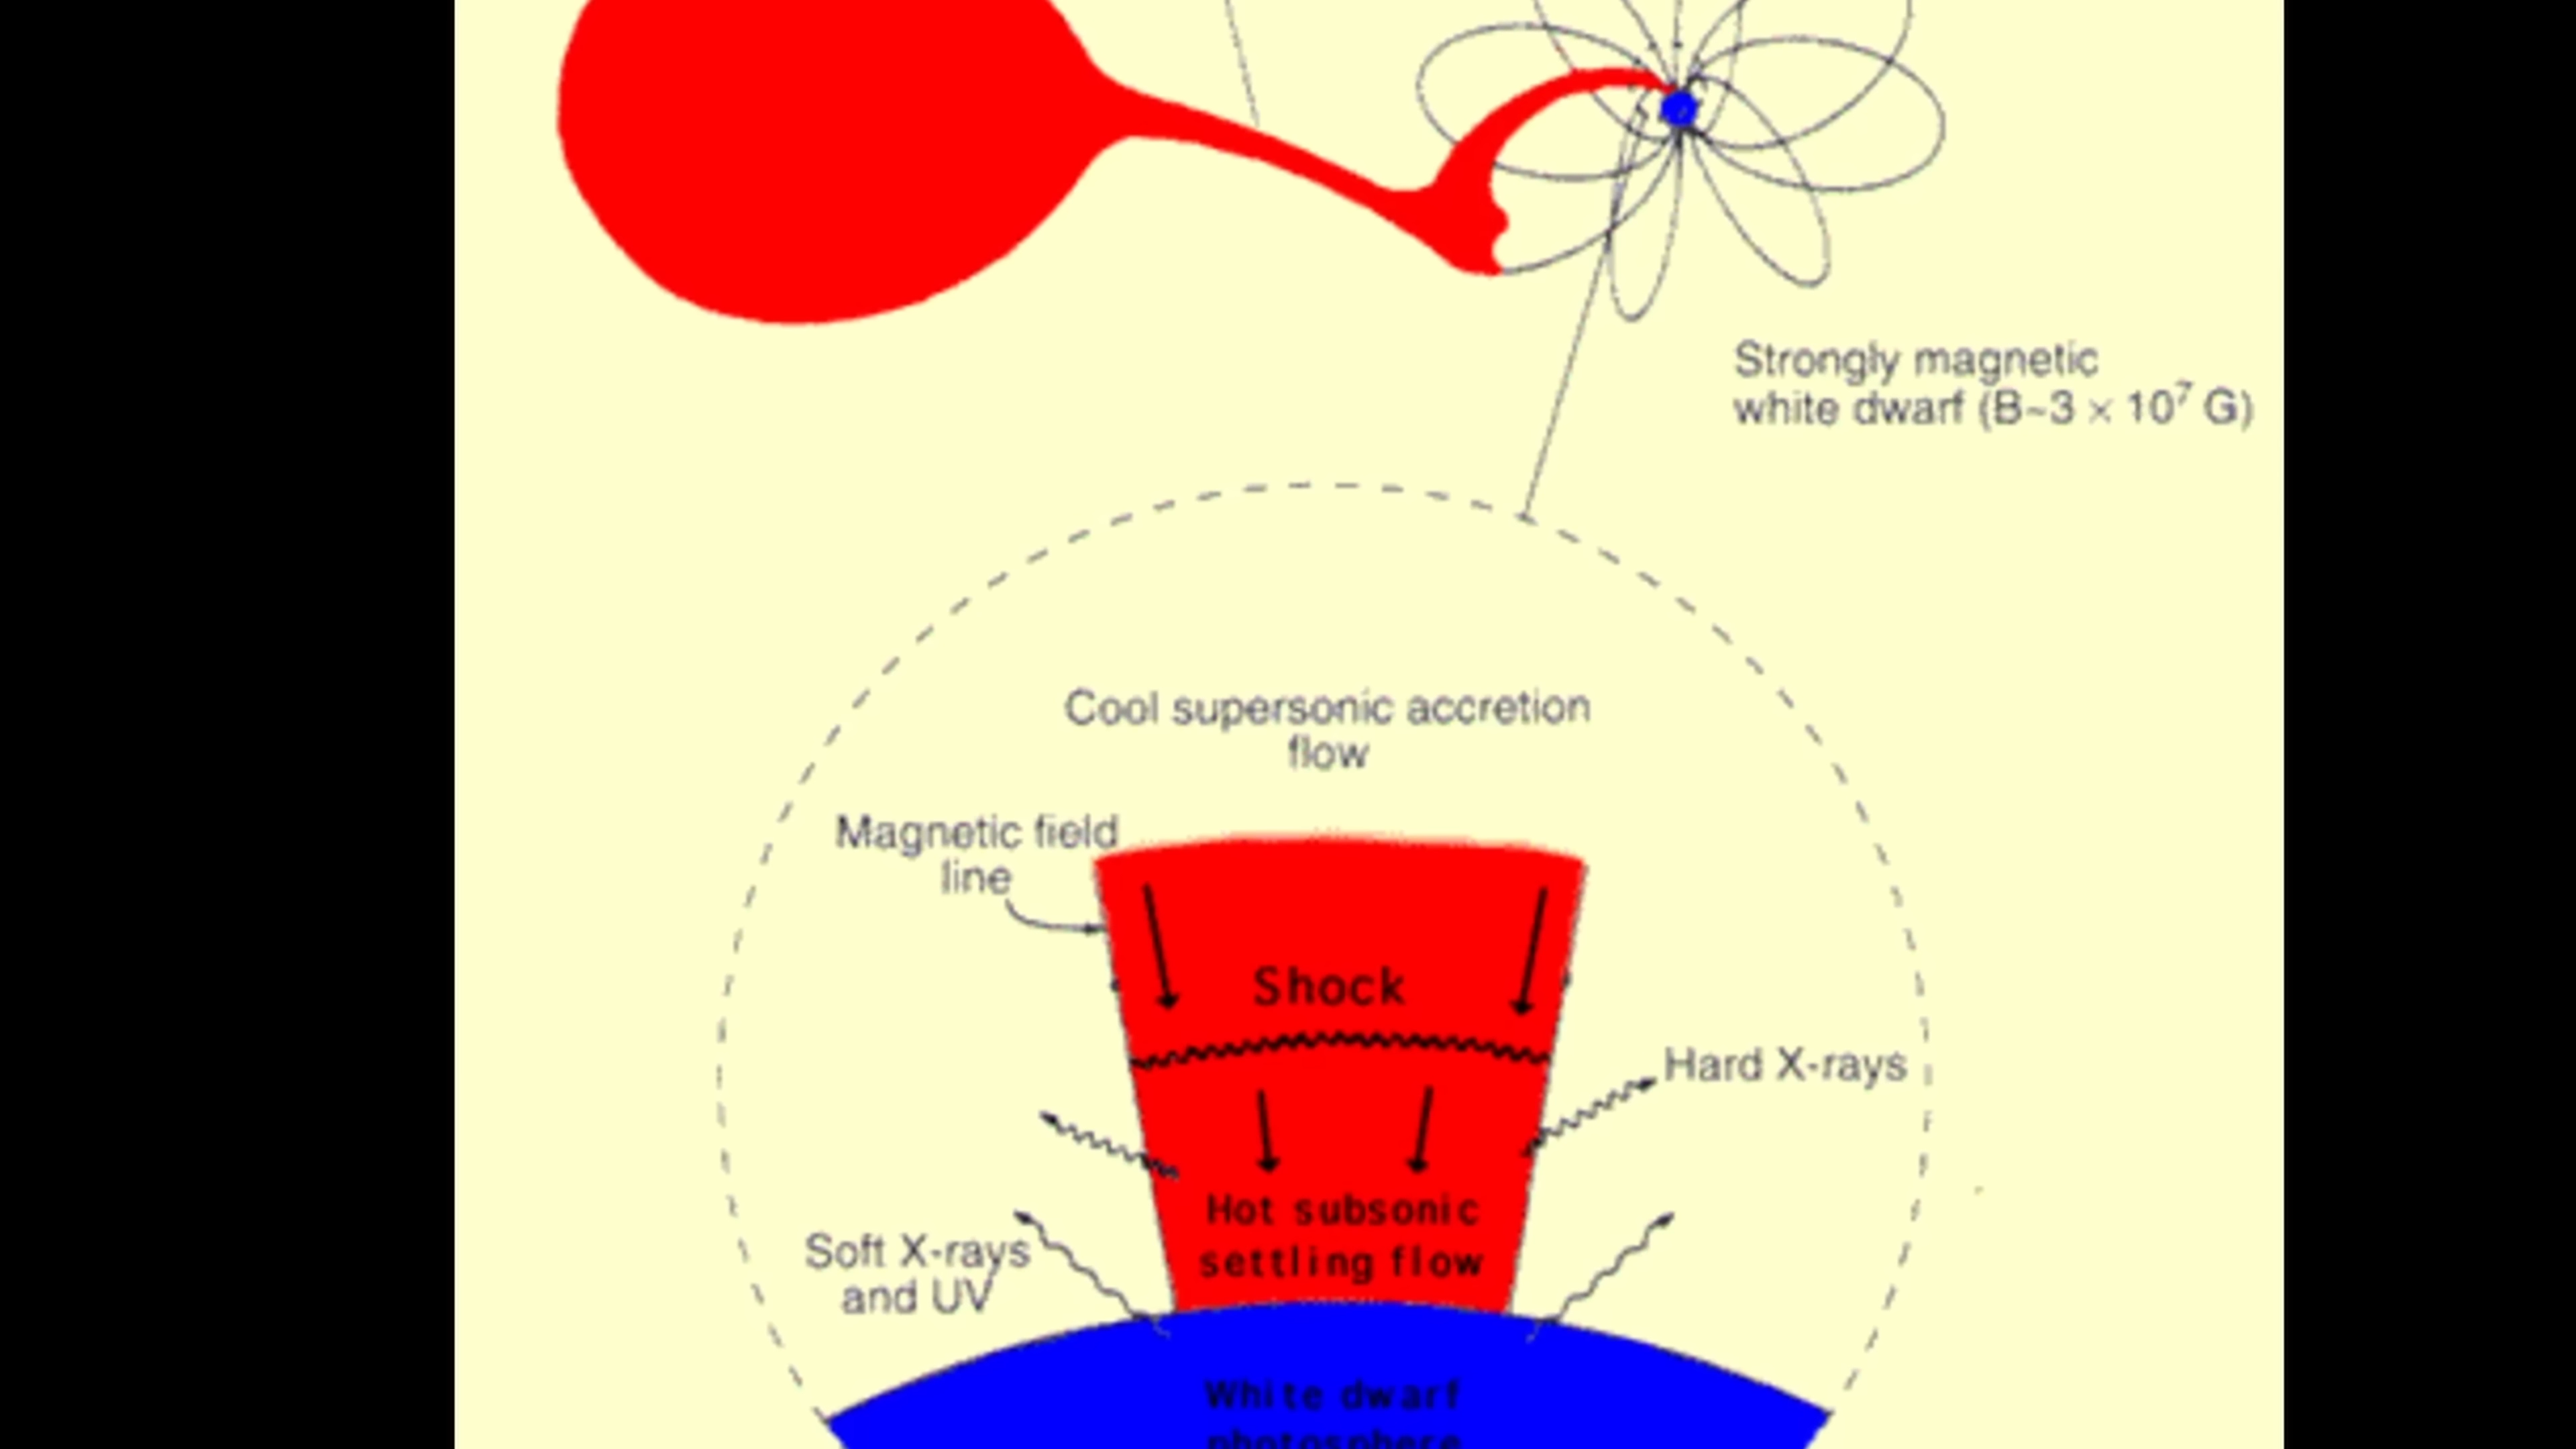 Strongly magnetic
white dwarf (B~3 × 10⁷ G)
Cool supersonic accretion
flow
Magnetic field
line
Shock
Hard X-rays
Hot subsonic
settling flow
Soft X-rays
and UV
White dwarf
photosphere